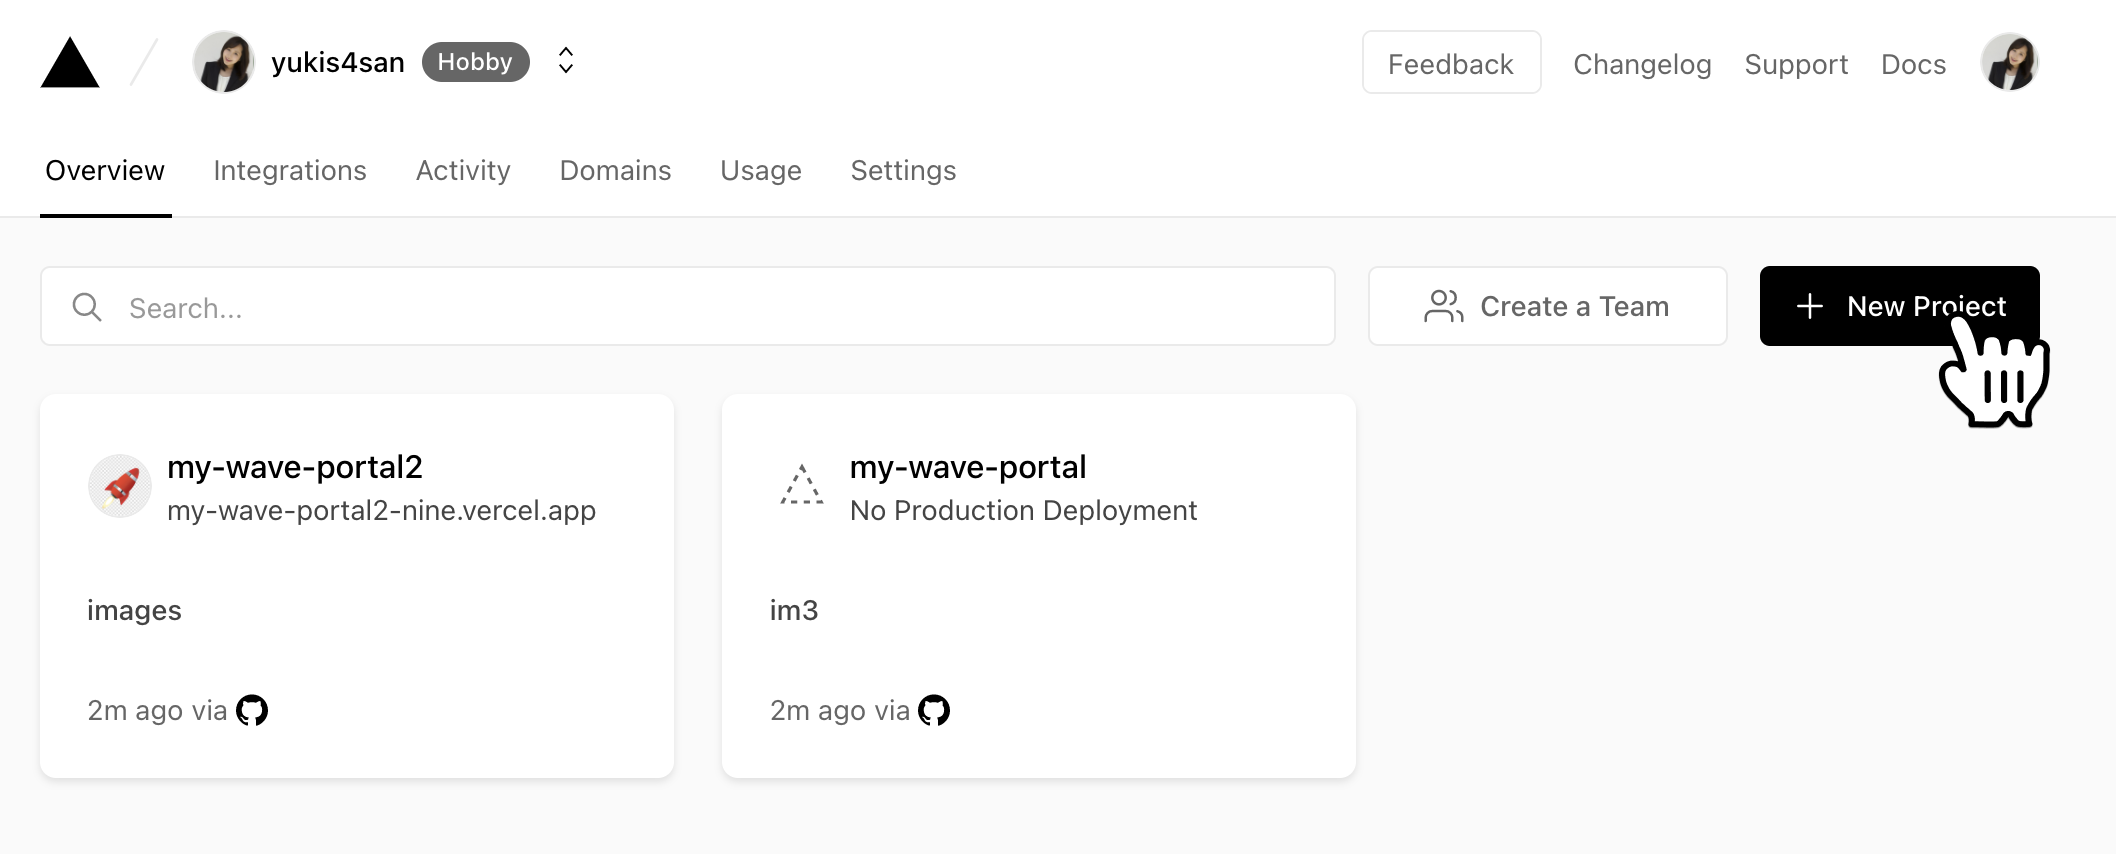 yukis4san Hobby
Feedback Changelog Support Docs
Overview Integrations Activity Domains Usage Settings
Search...
Create a Team
New Project
my-wave-portal2
my-wave-portal2-nine.vercel.app
images
2m ago via
my-wave-portal
No Production Deployment
im3
2m ago via